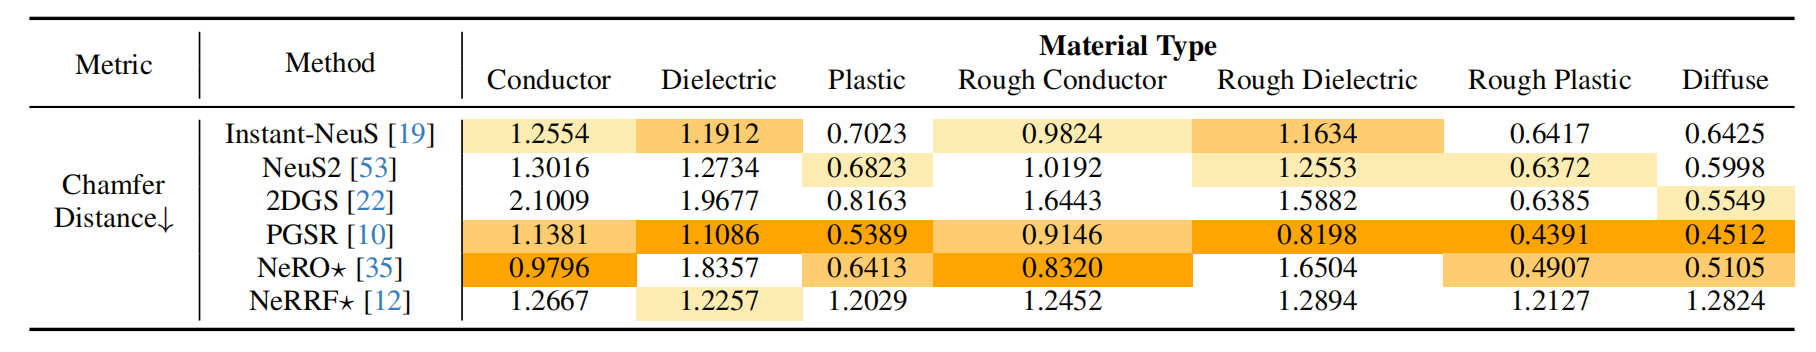 Metric Method Material Type
Conductor Dielectric Plastic Rough Conductor Rough Dielectric Rough Plastic Diffuse
Chamfer Distance↓
Instant-NeuS [19] 1.2554 1.1912 0.7023 0.9824 1.1634 0.6417 0.6425
NeuS2 [53] 1.3016 1.2734 0.6823 1.0192 1.2553 0.6372 0.5998
2DGS [22] 2.1009 1.9677 0.8163 1.6443 1.5882 0.6385 0.5549
PGSR [10] 1.1381 1.1086 0.5389 0.9146 0.8198 0.4391 0.4512
NeRO⋆ [35] 0.9796 1.8357 0.6413 0.8320 1.6504 0.4907 0.5105
NeRRF⋆ [12] 1.2667 1.2257 1.2029 1.2452 1.2894 1.2127 1.2824